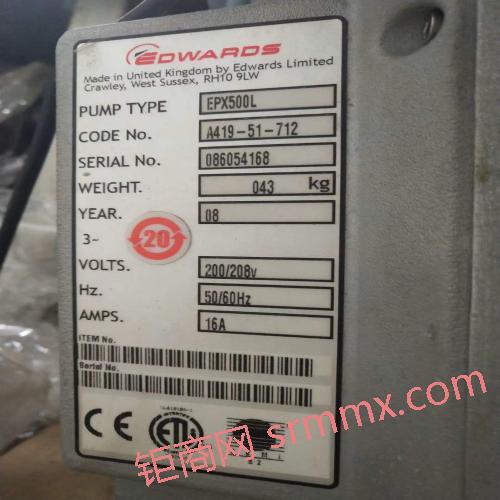 EDWARDS
Made in United Kingdom by Edwards Limited
Crawley, West Sussex, RH10 9LW
PUMP TYPE EPX500L
CODE No. A419-51-712
SERIAL No. 086054168
WEIGHT. 043 kg
YEAR. 08
3~ 20
VOLTS. 200/208v
Hz. 50/60Hz
AMPS. 16A
ITEM No.
Serial No.
CE ETL
钜商网 srmmx.com